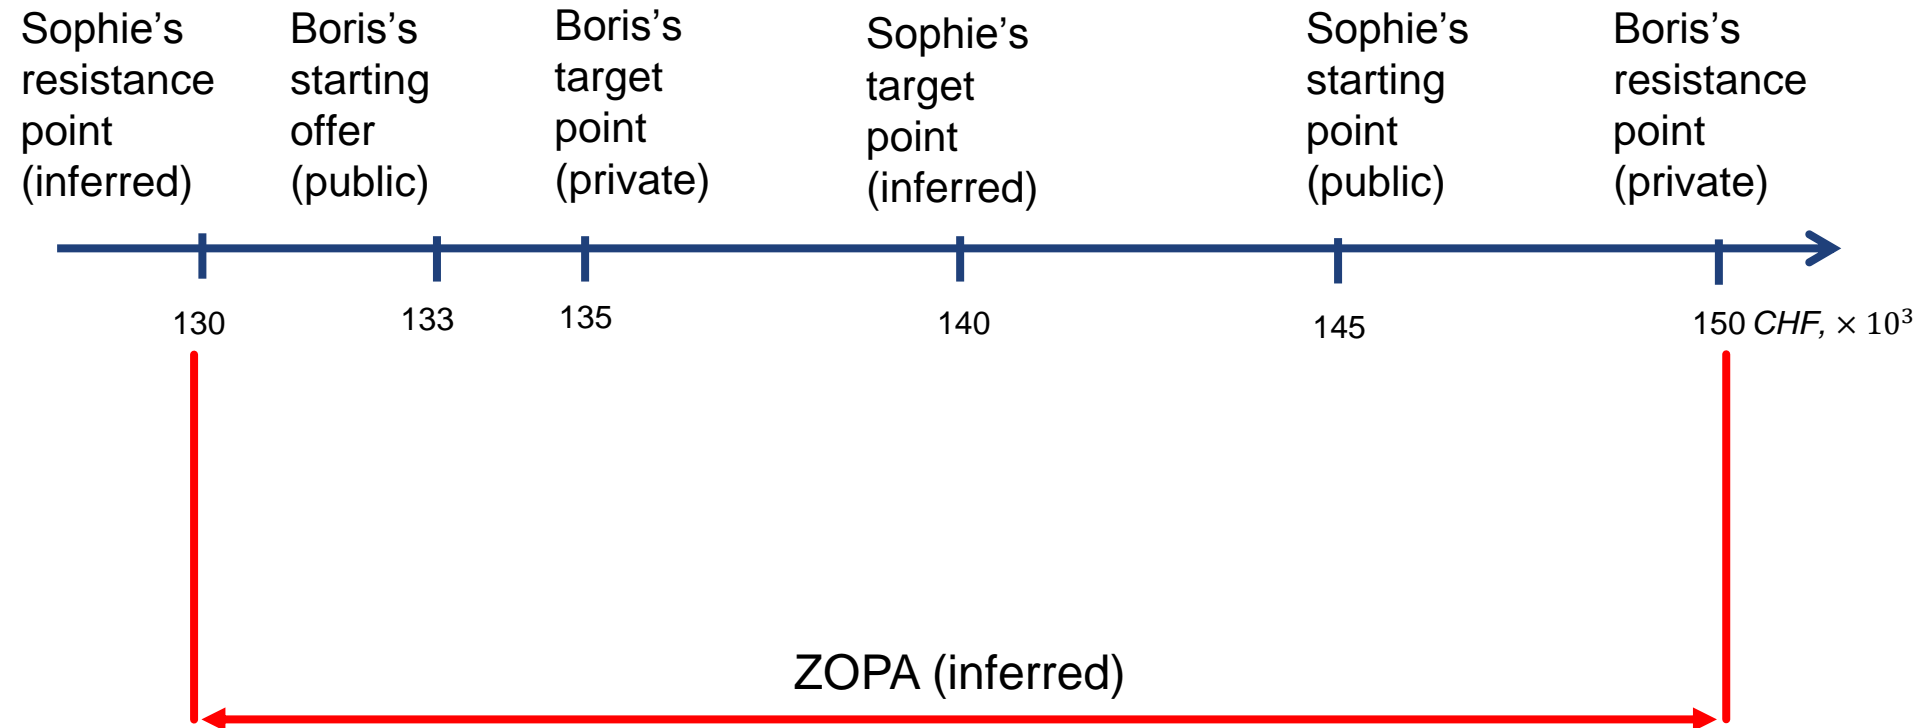 Sophie’s
resistance
point
(inferred)
Boris’s
starting
offer
(public)
Boris’s
target
point
(private)
Sophie’s
target
point
(inferred)
Sophie’s
starting
point
(public)
Boris’s
resistance
point
(private)
130
133
135
140
145
150 CHF, × 10³
ZOPA (inferred)